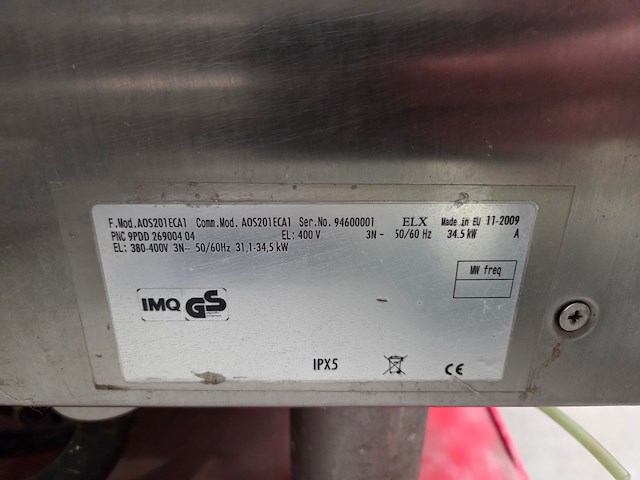 F.Mod.AOS201ECA1 Comm.Mod. AOS201ECA1 Ser.No. 94600001 ELX Made in EU 11-2009
PNC 9PDD 269004 04 EL: 400 V 3N~ 50/60 Hz 34.5 kW A
EL: 380-400V 3N~ 50/60Hz 31,1-34,5 kW
MW freq
IMQ GS
IPX5 CE